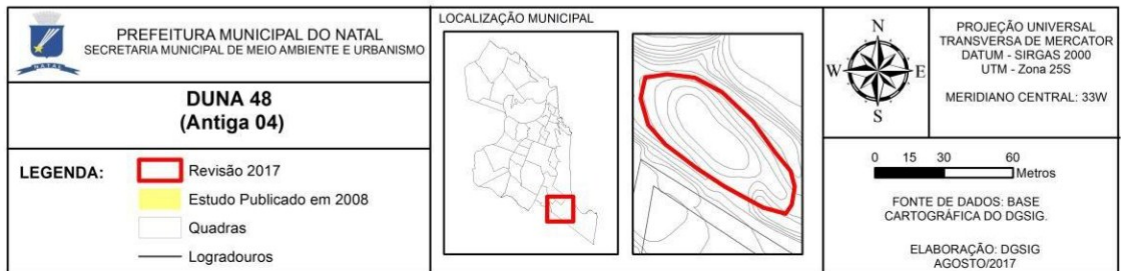 NATAL
PREFEITURA MUNICIPAL DO NATAL
SECRETARIA MUNICIPAL DE MEIO AMBIENTE E URBANISMO
DUNA 48
(Antiga 04)
LEGENDA:
Revisão 2017
Estudo Publicado em 2008
Quadras
Logradouros
LOCALIZAÇÃO MUNICIPAL
N
W E
S
PROJEÇÃO UNIVERSAL
TRANSVERSA DE MERCATOR
DATUM - SIRGAS 2000
UTM - Zona 25S
MERIDIANO CENTRAL: 33W
0 15 30 60
Metros
FONTE DE DADOS: BASE
CARTOGRÁFICA DO DGSIG.
ELABORAÇÃO: DGSIG
AGOSTO/2017